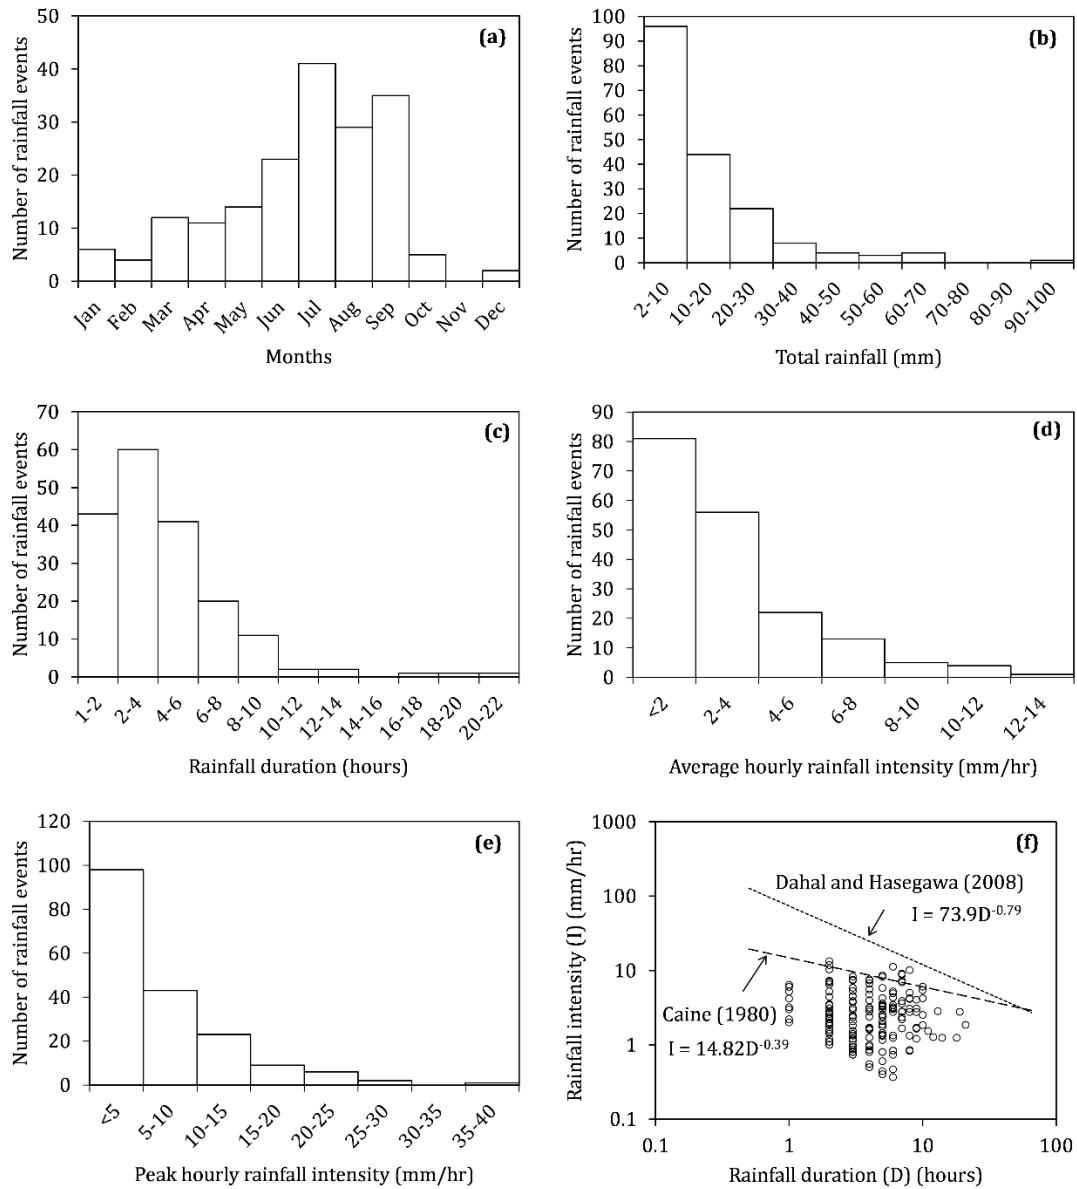 (a)
Number of rainfall events
50
40
30
20
10
0
Jan Feb Mar Apr May Jun Jul Aug Sep Oct Nov Dec
Months
(b)
Number of rainfall events
100
90
80
70
60
50
40
30
20
10
0
2-10 10-20 20-30 30-40 40-50 50-60 60-70 70-80 80-90 90-100
Total rainfall (mm)
(c)
Number of rainfall events
70
60
50
40
30
20
10
0
1-2 2-4 4-6 6-8 8-10 10-12 12-14 14-16 16-18 18-20 20-22
Rainfall duration (hours)
(d)
Number of rainfall events
90
80
70
60
50
40
30
20
10
0
<2 2-4 4-6 6-8 8-10 10-12 12-14
Average hourly rainfall intensity (mm/hr)
(e)
Number of rainfall events
120
100
80
60
40
20
0
<5 5-10 10-15 15-20 20-25 25-30 30-35 35-40
Peak hourly rainfall intensity (mm/hr)
(f)
Rainfall intensity (I) (mm/hr)
1000
100
10
1
0.1
Dahal and Hasegawa (2008)
I = 73.9D^-0.79
Caine (1980)
I = 14.82D^-0.39
0.1 1 10 100
Rainfall duration (D) (hours)